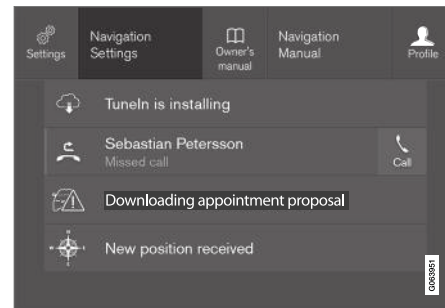 Settings
Navigation
Settings
Owner's
manual
Navigation
Manual
Profile
TuneIn is installing
Sebastian Petersson
Missed call
Call
Downloading appointment proposal
New position received
G063951